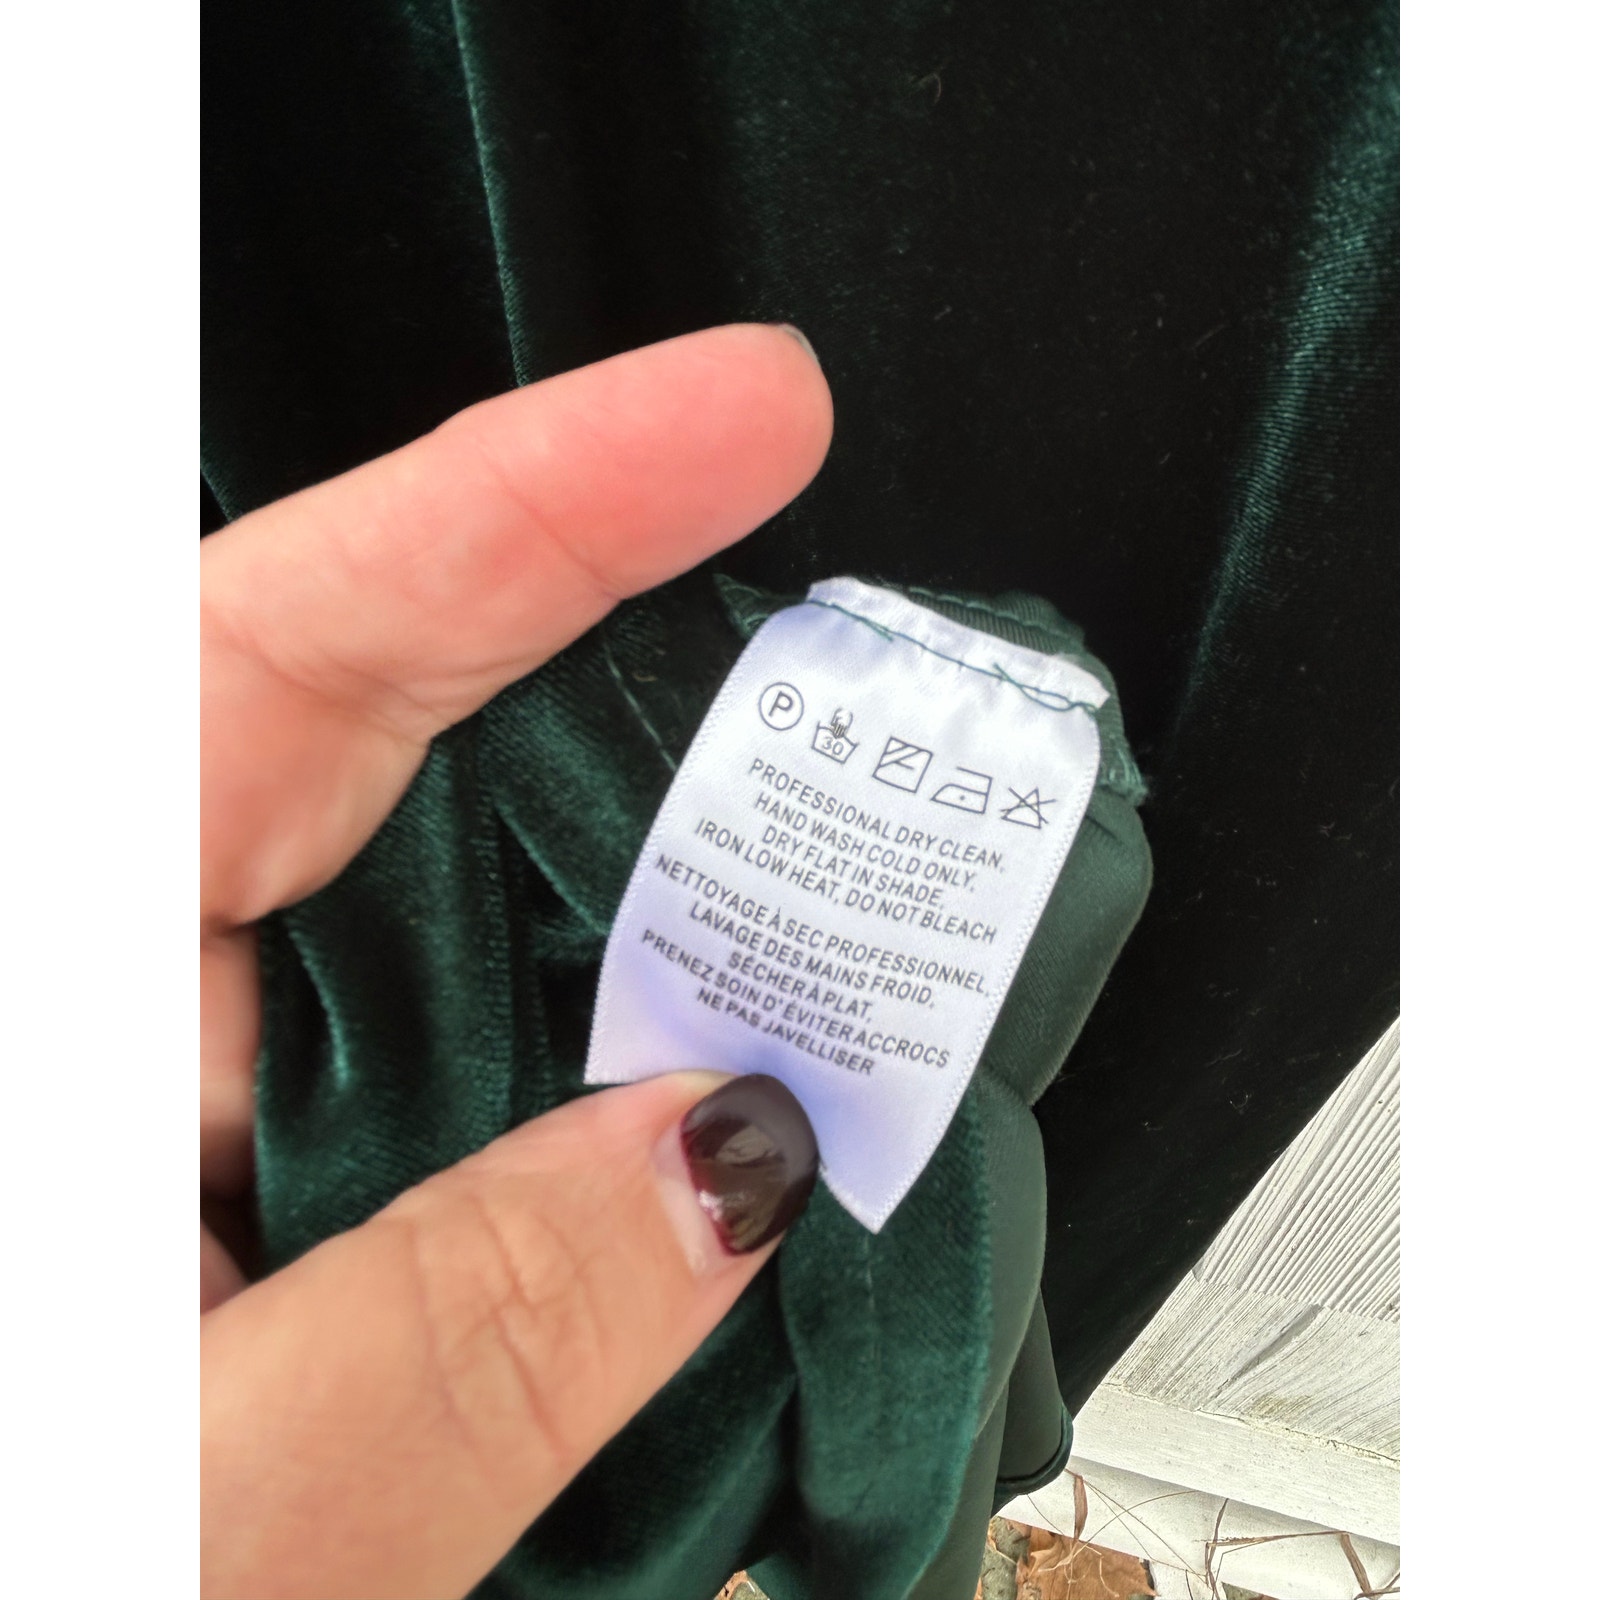 P
30
PROFESSIONAL DRY CLEAN,
HAND WASH COLD ONLY,
DRY FLAT IN SHADE,
IRON LOW HEAT, DO NOT BLEACH
NETTOYAGE À SEC PROFESSIONNEL,
LAVAGE DES MAINS FROID,
SÉCHER À PLAT,
PRENEZ SOIN D'ÉVITER ACCROCS
NE PAS JAVELLISER